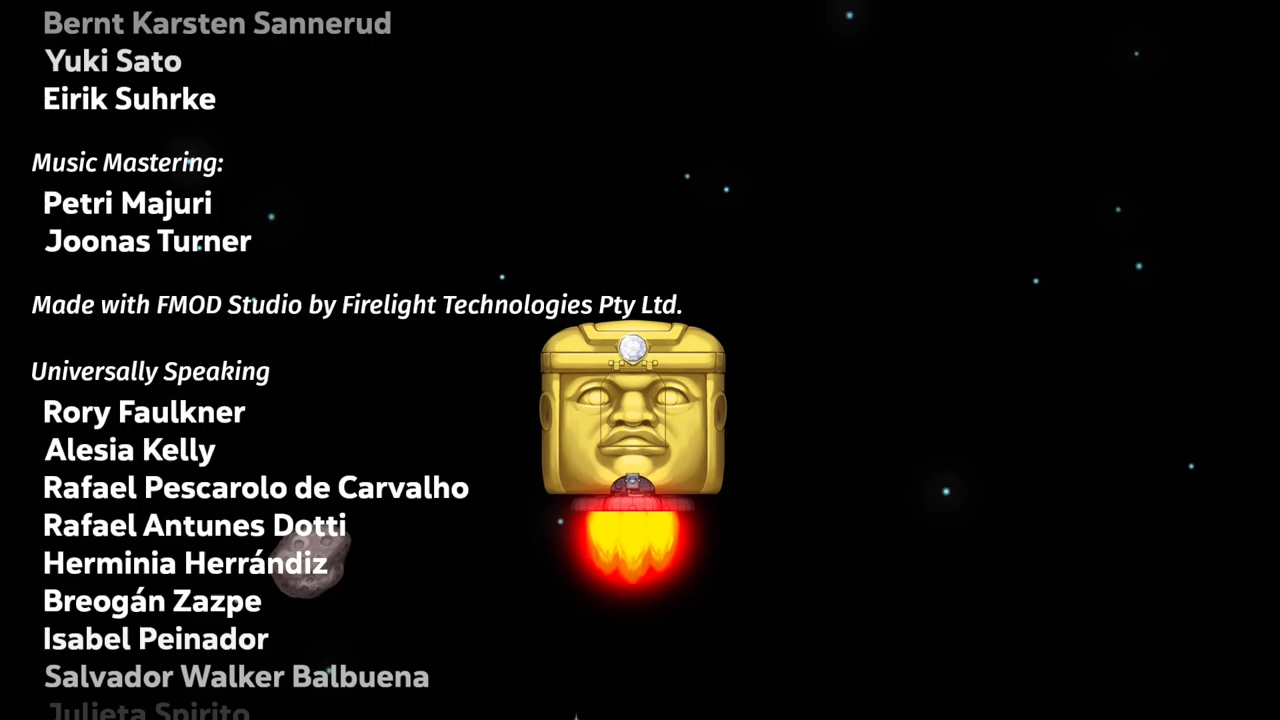 Bernt Karsten Sannerud
Yuki Sato
Eirik Suhrke
Music Mastering:
Petri Majuri
Joonas Turner
Made with FMOD Studio by Firelight Technologies Pty Ltd.
Universally Speaking
Rory Faulkner
Alesia Kelly
Rafael Pescarolo de Carvalho
Rafael Antunes Dotti
Herminia Herrándiz
Breogán Zazpe
Isabel Peinador
Salvador Walker Balbuena
Julieta Spirito